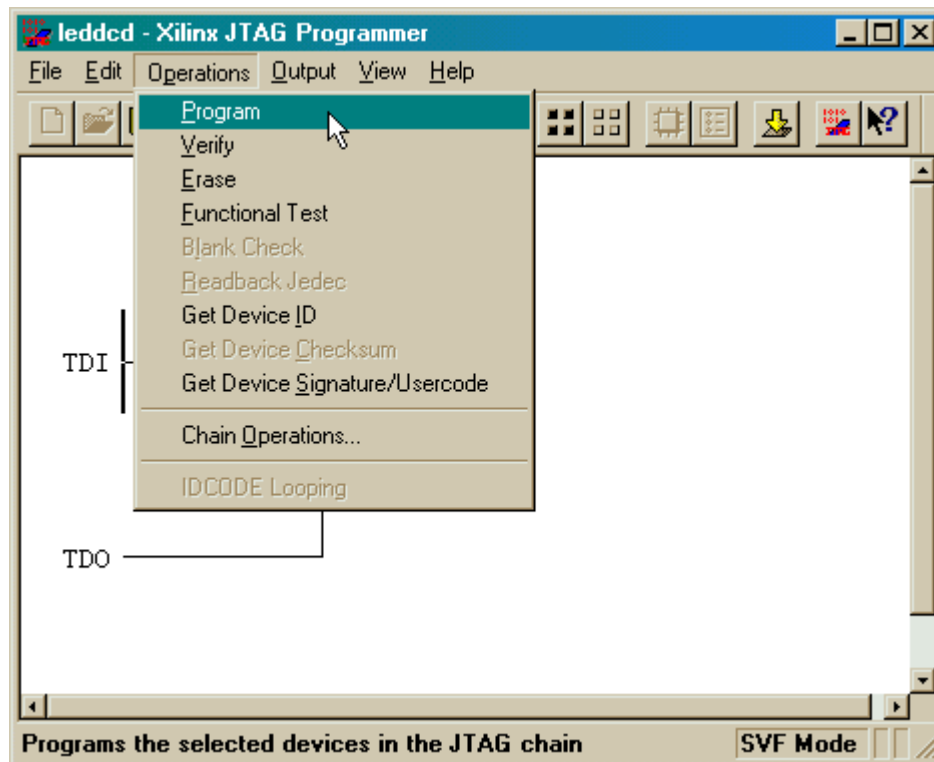 leddcd - Xilinx JTAG Programmer
File Edit Operations Output View Help
Program
Verify
Erase
Functional Test
Blank Check
Readback Jedec
Get Device ID
Get Device Checksum
Get Device Signature/Usercode
Chain Operations...
IDCODE Looping
TDI
TDO
Programs the selected devices in the JTAG chain SVF Mode